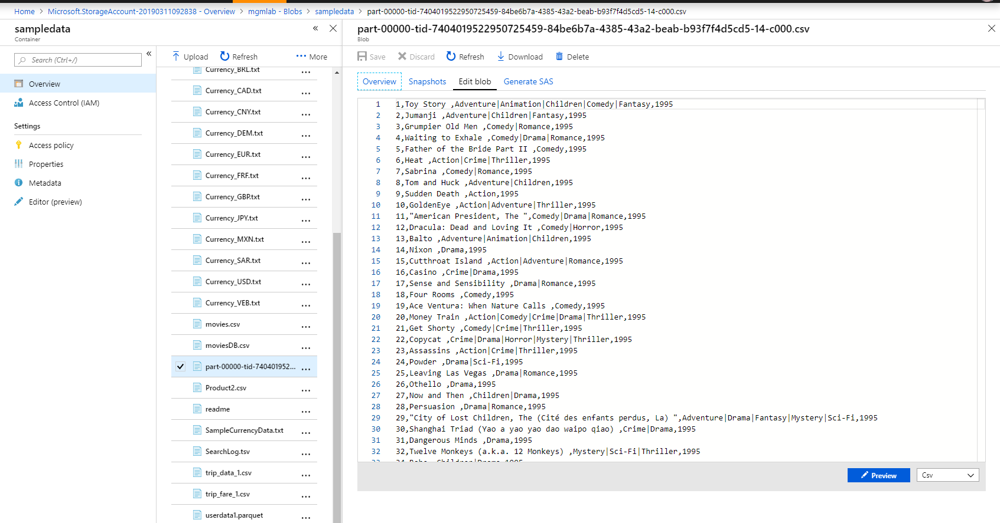 Home > Microsoft.StorageAccount-20190311092838 - Overview > mgmlab - Blobs > sampledata > part-00000-tid-7404019522950725459-84be6b7a-4385-43a2-beab-b93f7f4d5cd5-14-c000.csv
sampledata
Container
Search (Ctrl+/)
Overview
Access Control (IAM)
Settings
Access policy
Properties
Metadata
Editor (preview)
Upload Refresh More
Currency_BRL.txt
Currency_CAD.txt
Currency_CNY.txt
Currency_DEM.txt
Currency_EUR.txt
Currency_FRF.txt
Currency_GBP.txt
Currency_JPY.txt
Currency_MXN.txt
Currency_SAR.txt
Currency_USD.txt
Currency_VEB.txt
movies.csv
moviesDB.csv
part-00000-tid-740401952...
Product2.csv
readme
SampleCurrencyData.txt
SearchLog.tsv
trip_data_1.csv
trip_fare_1.csv
userdata1.parquet
part-00000-tid-7404019522950725459-84be6b7a-4385-43a2-beab-b93f7f4d5cd5-14-c000.csv
Blob
Save Discard Refresh Download Delete
Overview Snapshots Edit blob Generate SAS
1 1,Toy Story ,Adventure|Animation|Children|Comedy|Fantasy,1995
2 2,Jumanji ,Adventure|Children|Fantasy,1995
3 3,Grumpier Old Men ,Comedy|Romance,1995
4 4,Waiting to Exhale ,Comedy|Drama|Romance,1995
5 5,Father of the Bride Part II ,Comedy,1995
6 6,Heat ,Action|Crime|Thriller,1995
7 7,Sabrina ,Comedy|Romance,1995
8 8,Tom and Huck ,Adventure|Children,1995
9 9,Sudden Death ,Action,1995
10 10,GoldenEye ,Action|Adventure|Thriller,1995
11 11,"American President, The ",Comedy|Drama|Romance,1995
12 12,Dracula: Dead and Loving It ,Comedy|Horror,1995
13 13,Balto ,Adventure|Animation|Children,1995
14 14,Nixon ,Drama,1995
15 15,Cutthroat Island ,Action|Adventure|Romance,1995
16 16,Casino ,Crime|Drama,1995
17 17,Sense and Sensibility ,Drama|Romance,1995
18 18,Four Rooms ,Comedy,1995
19 19,Ace Ventura: When Nature Calls ,Comedy,1995
20 20,Money Train ,Action|Comedy|Crime|Drama|Thriller,1995
21 21,Get Shorty ,Comedy|Crime|Thriller,1995
22 22,Copycat ,Crime|Drama|Horror|Mystery|Thriller,1995
23 23,Assassins ,Action|Crime|Thriller,1995
24 24,Powder ,Drama|Sci-Fi,1995
25 25,Leaving Las Vegas ,Drama|Romance,1995
26 26,Othello ,Drama,1995
27 27,Now and Then ,Children|Drama,1995
28 28,Persuasion ,Drama|Romance,1995
29 29,"City of Lost Children, The (Cité des enfants perdus, La) ",Adventure|Drama|Fantasy|Mystery|Sci-Fi,1995
30 30,Shanghai Triad (Yao a yao yao dao waipo qiao) ,Crime|Drama,1995
31 31,Dangerous Minds ,Drama,1995
32 32,Twelve Monkeys (a.k.a. 12 Monkeys) ,Mystery|Sci-Fi|Thriller,1995
Preview Csv